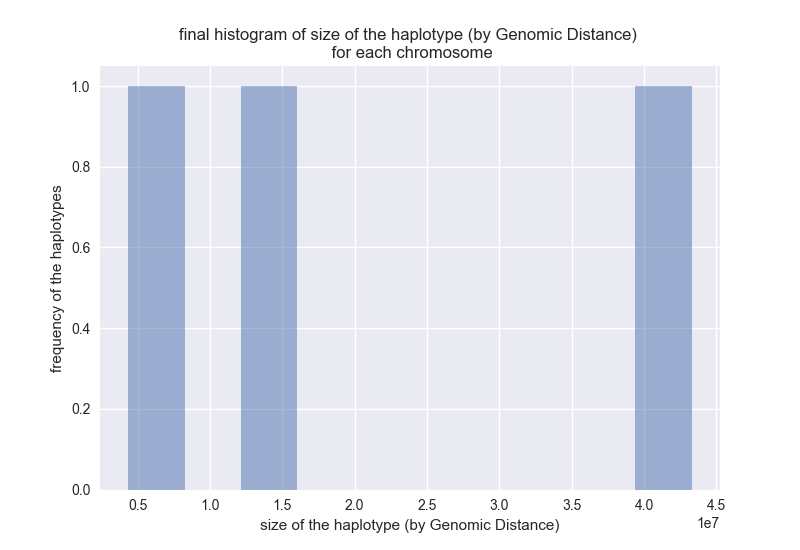 final histogram of size of the haplotype (by Genomic Distance)
for each chromosome
frequency of the haplotypes
1.0
0.8
0.6
0.4
0.2
0.0
0.5 1.0 1.5 2.0 2.5 3.0 3.5 4.0 4.5
1e7
size of the haplotype (by Genomic Distance)